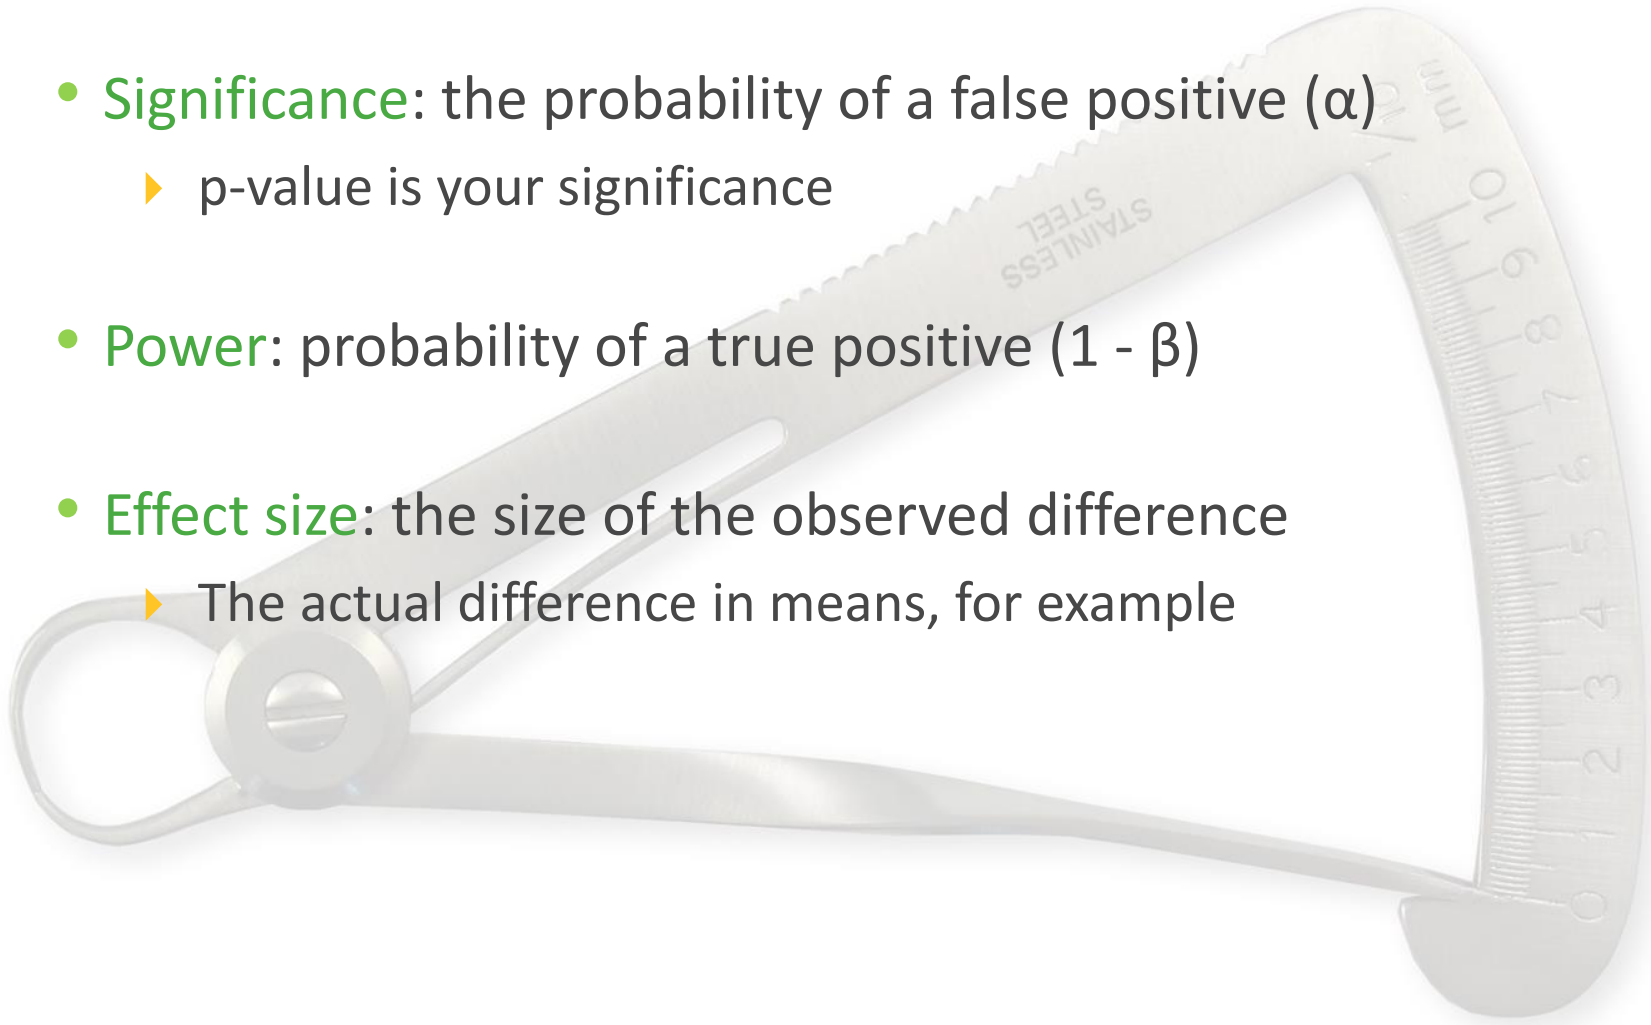 • Significance: the probability of a false positive (α)
p-value is your significance
• Power: probability of a true positive (1 - β)
• Effect size: the size of the observed difference
The actual difference in means, for example
STAINLESS
STEEL
1/10 mm
10
9
8
7
6
5
4
3
2
1
0